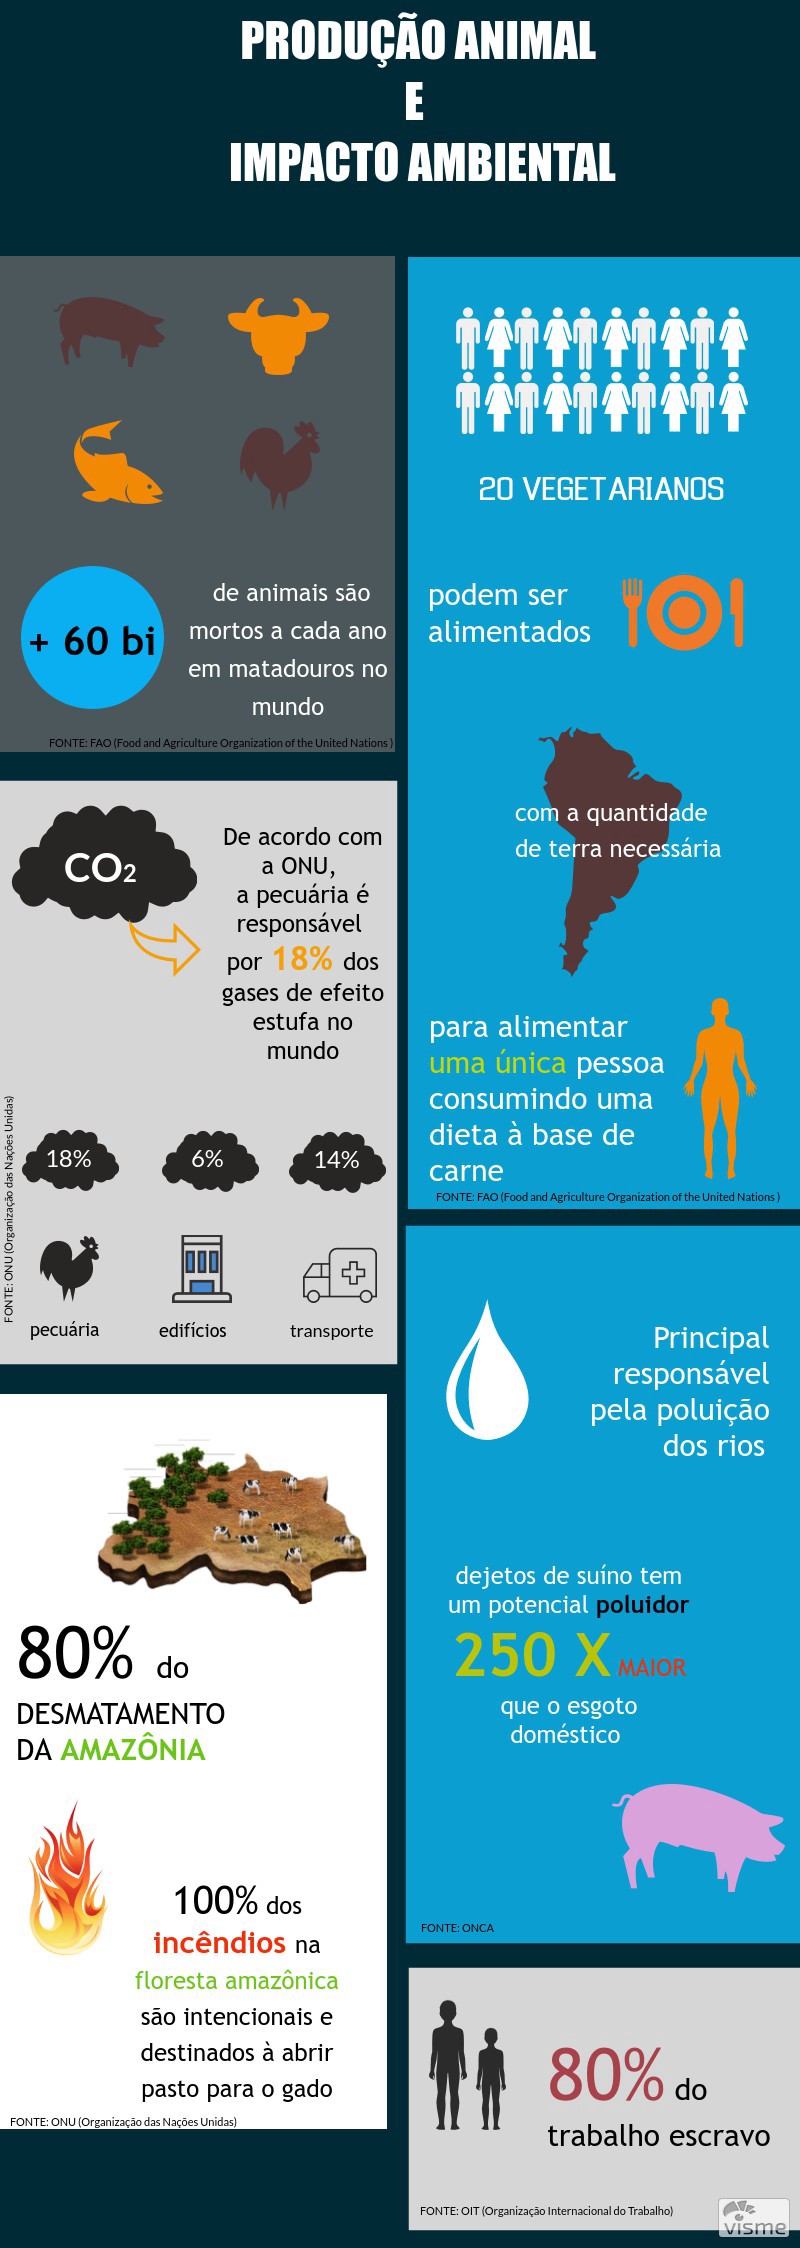 PRODUÇÃO ANIMAL
E
IMPACTO AMBIENTAL
+ 60 bi
de animais são
mortos a cada ano
em matadouros no
mundo
FONTE: FAO (Food and Agriculture Organization of the United Nations )
20 VEGETARIANOS
podem ser
alimentados
com a quantidade
de terra necessária
para alimentar
uma única pessoa
consumindo uma
dieta à base de
carne
FONTE: FAO (Food and Agriculture Organization of the United Nations )
CO2
De acordo com
a ONU,
a pecuária é
responsável
por 18% dos
gases de efeito
estufa no
mundo
18%
6%
14%
pecuária
edifícios
transporte
FONTE: ONU (Organização das Nações Unidas)
Principal
responsável
pela poluição
dos rios
dejetos de suíno tem
um potencial poluidor
250 X MAIOR
que o esgoto
doméstico
FONTE: ONCA
80% do
DESMATAMENTO
DA AMAZÔNIA
100% dos
incêndios na
floresta amazônica
são intencionais e
destinados à abrir
pasto para o gado
FONTE: ONU (Organização das Nações Unidas)
80% do
trabalho escravo
FONTE: OIT (Organização Internacional do Trabalho)
visme